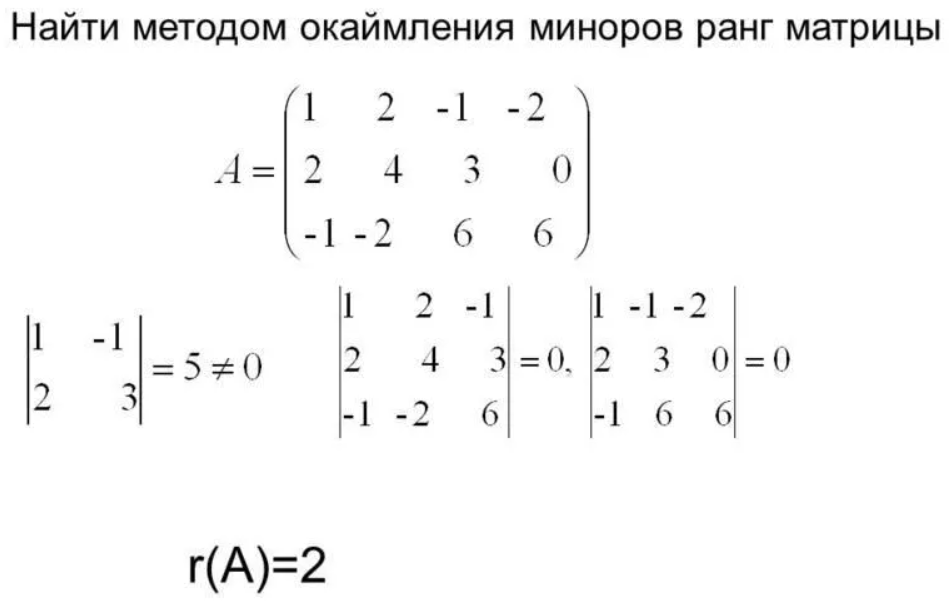 Найти методом окаймления миноров ранг матрицы
1 2 -1 -2
A = 2 4 3 0
-1 -2 6 6
1 -1
2 3
= 5 ≠ 0
1 2 -1
2 4 3
-1 -2 6
= 0,
1 -1 -2
2 3 0
-1 6 6
= 0
r(A)=2